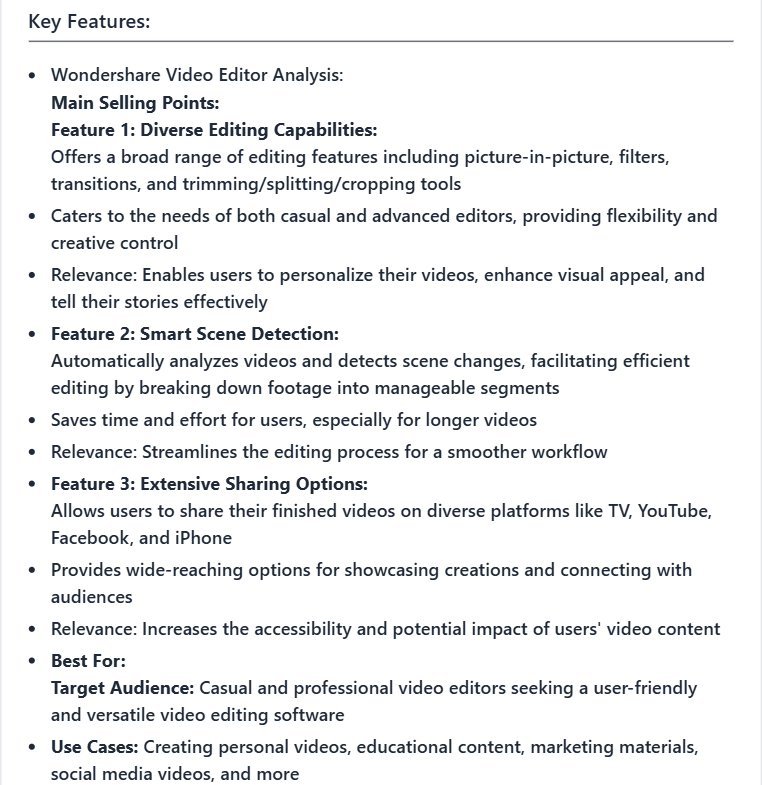 Key Features:
Wondershare Video Editor Analysis:
Main Selling Points:
Feature 1: Diverse Editing Capabilities:
Offers a broad range of editing features including picture-in-picture, filters,
transitions, and trimming/splitting/cropping tools
Caters to the needs of both casual and advanced editors, providing flexibility and
creative control
Relevance: Enables users to personalize their videos, enhance visual appeal, and
tell their stories effectively
Feature 2: Smart Scene Detection:
Automatically analyzes videos and detects scene changes, facilitating efficient
editing by breaking down footage into manageable segments
Saves time and effort for users, especially for longer videos
Relevance: Streamlines the editing process for a smoother workflow
Feature 3: Extensive Sharing Options:
Allows users to share their finished videos on diverse platforms like TV, YouTube,
Facebook, and iPhone
Provides wide-reaching options for showcasing creations and connecting with
audiences
Relevance: Increases the accessibility and potential impact of users' video content
Best For:
Target Audience: Casual and professional video editors seeking a user-friendly
and versatile video editing software
Use Cases: Creating personal videos, educational content, marketing materials,
social media videos, and more